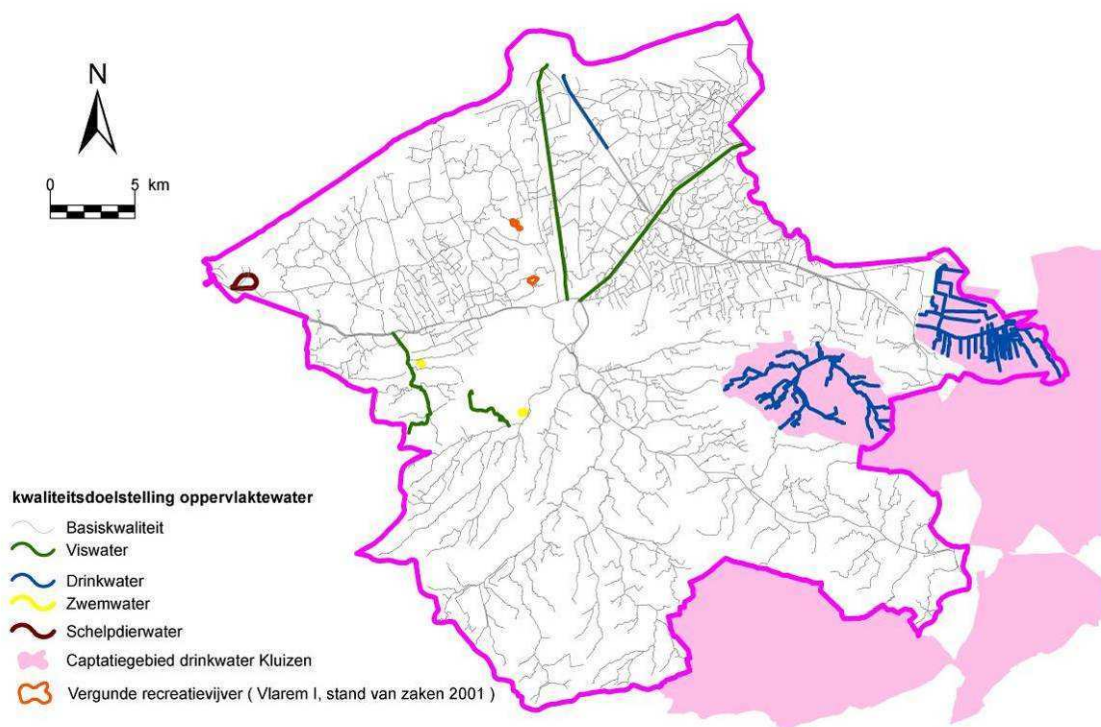 N
0 5 km
kwaliteitsdoelstelling oppervlaktewater
Basiskwaliteit
Viswater
Drinkwater
Zwemwater
Schelpdierwater
Captatiegebied drinkwater Kluizen
Vergunde recreatievijver ( Vlarem I, stand van zaken 2001 )